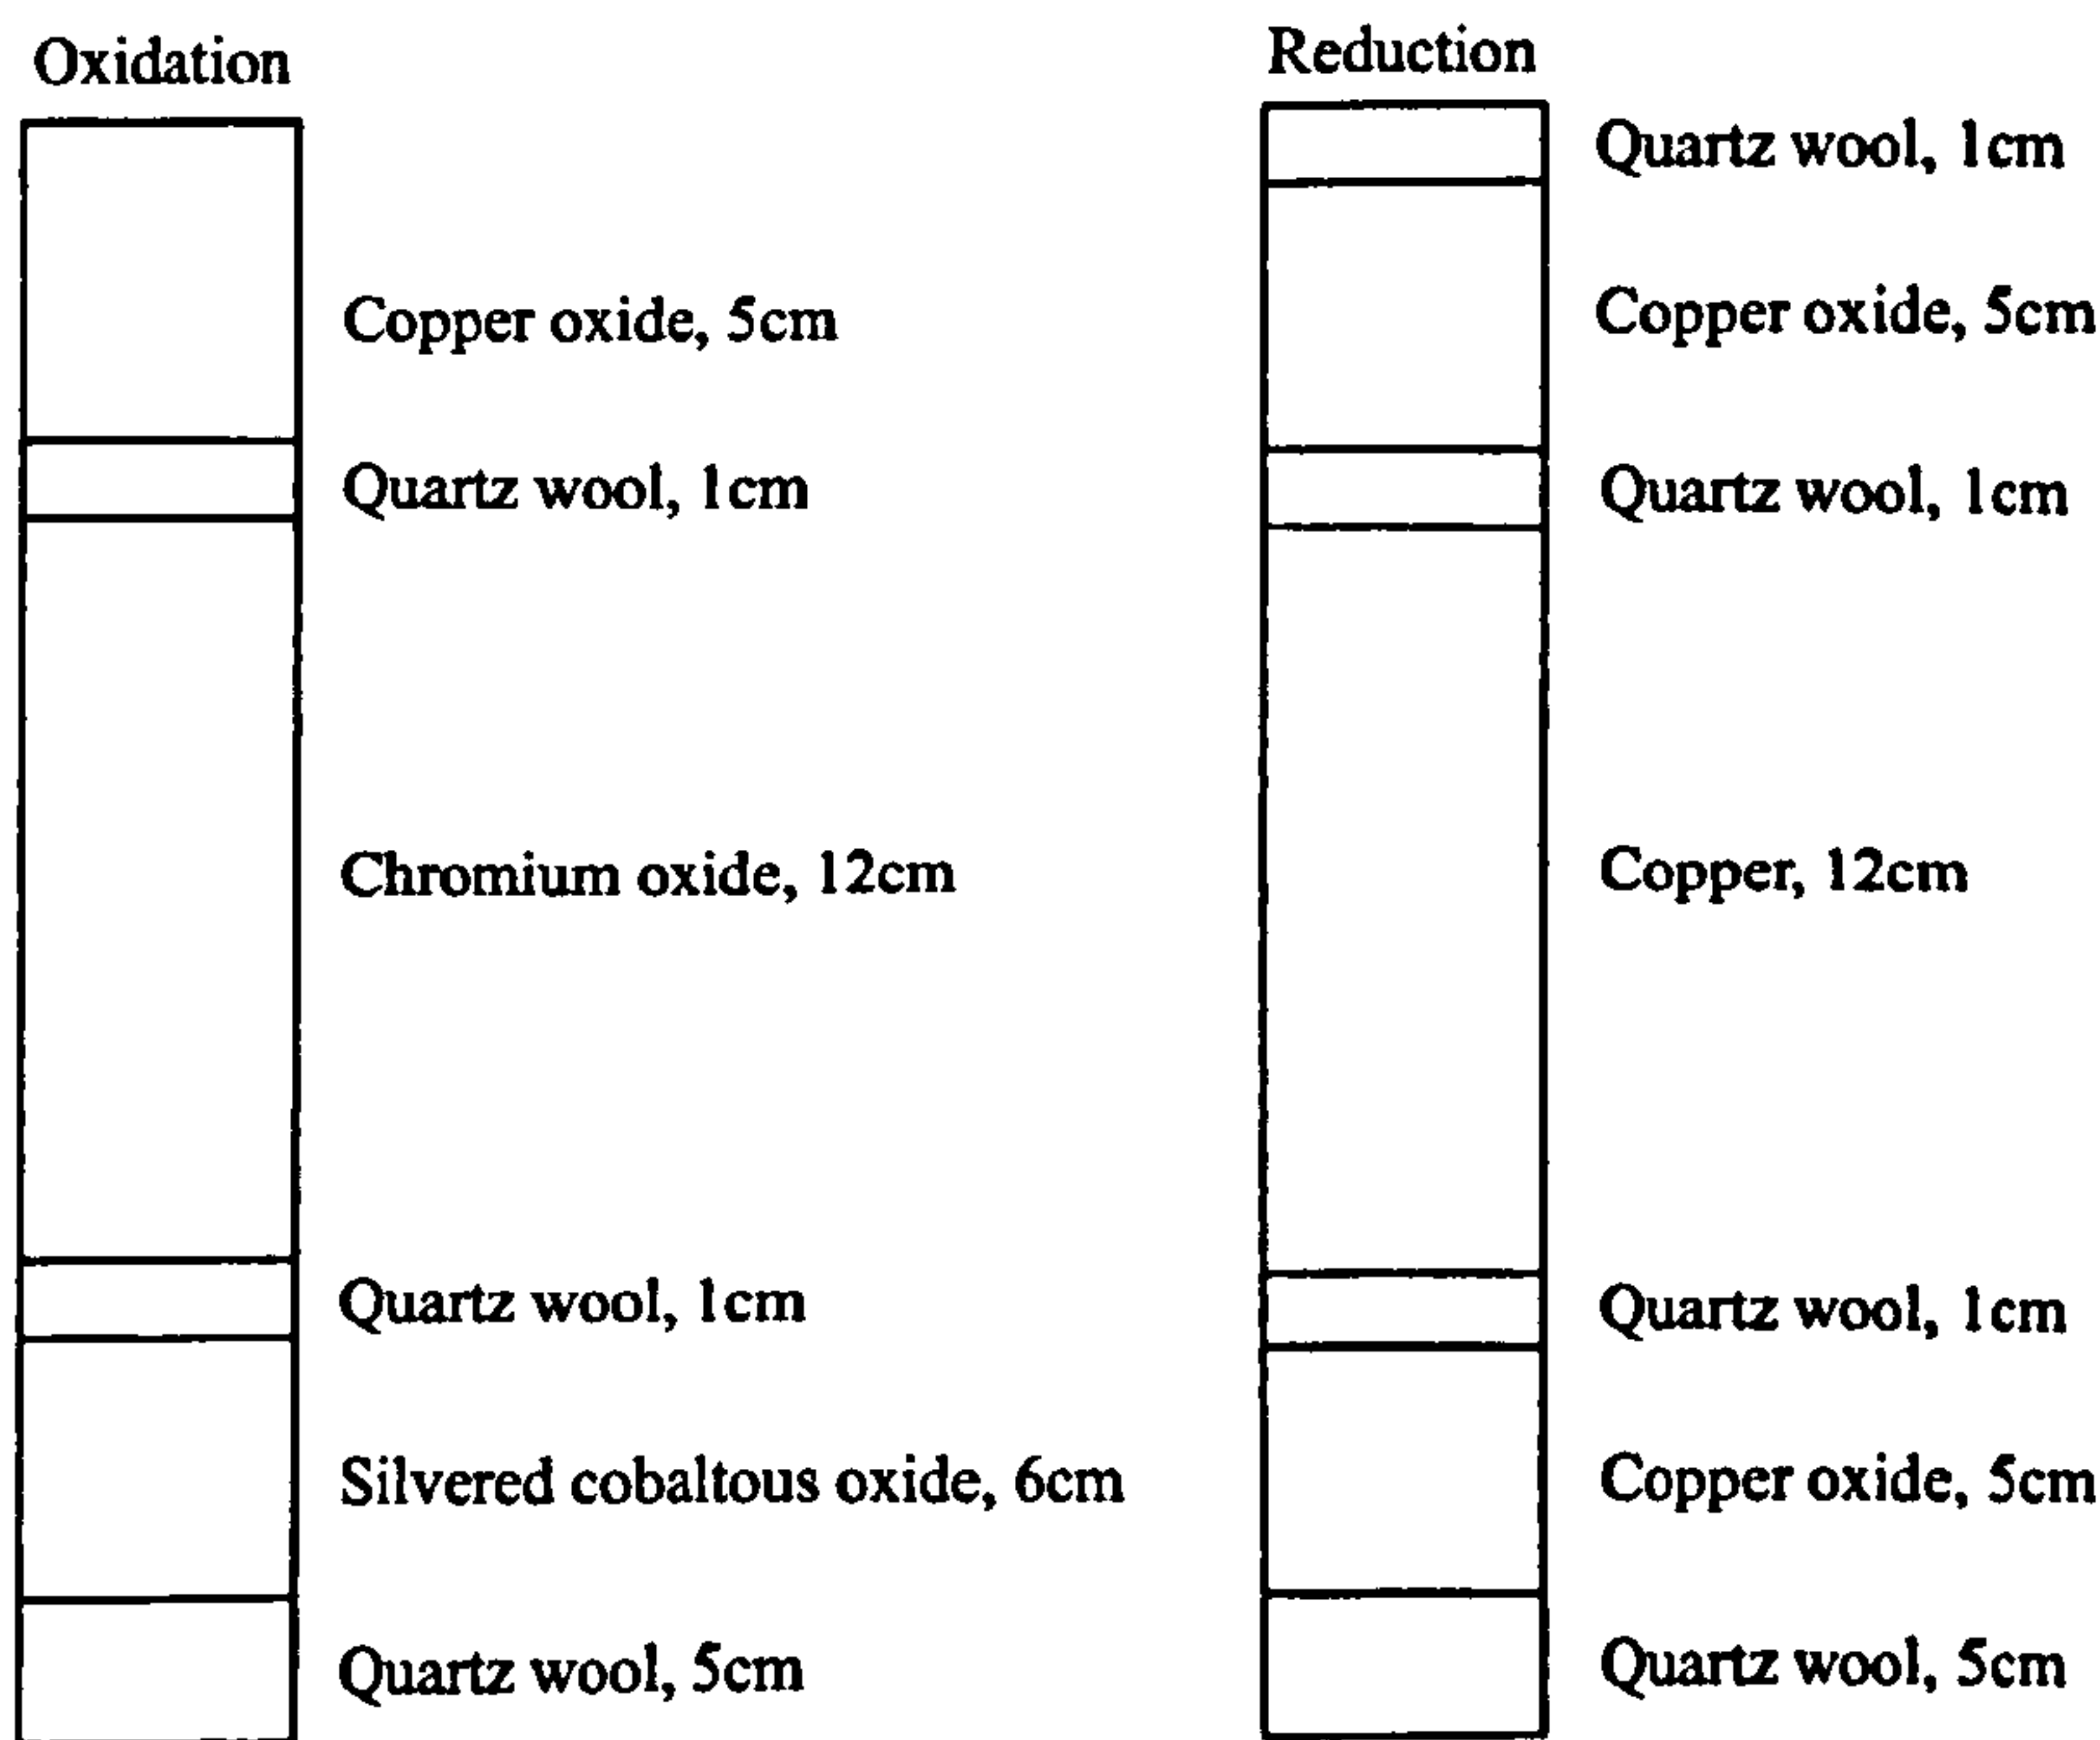 Oxidation
Copper oxide, 5cm
Quartz wool, 1cm
Chromium oxide, 12cm
Quartz wool, 1cm
Silvered cobaltous oxide, 6cm
Quartz wool, 5cm
Reduction
Quartz wool, 1cm
Copper oxide, 5cm
Quartz wool, 1cm
Copper, 12cm
Quartz wool, 1cm
Copper oxide, 5cm
Quartz wool, 5cm